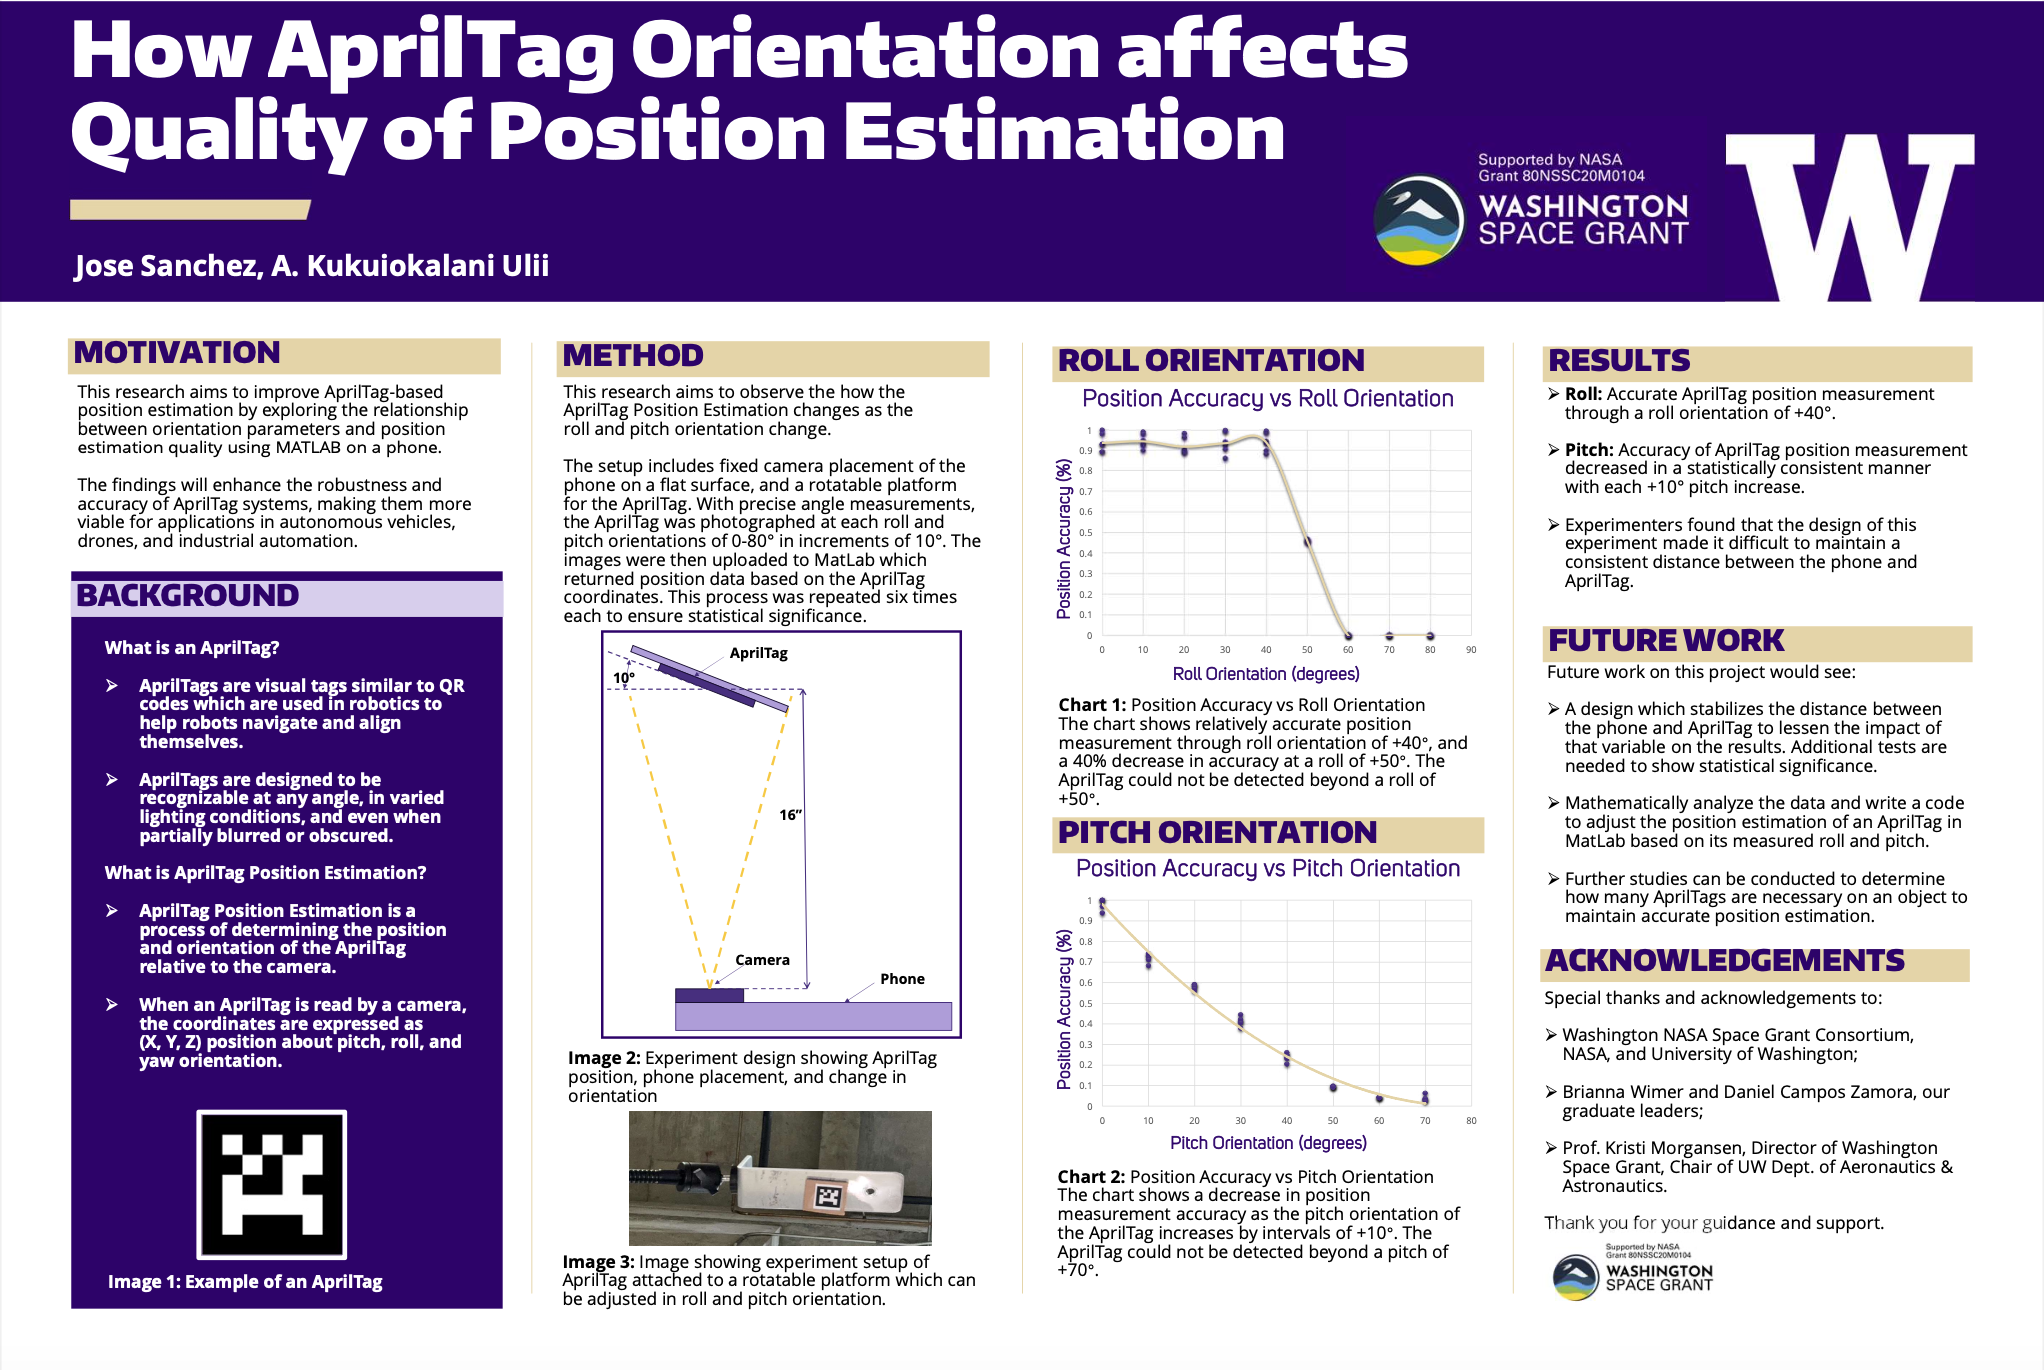 How AprilTag Orientation affects
Quality of Position Estimation
Jose Sanchez, A. Kukuiokalani Ulii
Supported by NASA
Grant 80NSSC20M0104
WASHINGTON
SPACE GRANT
W
MOTIVATION
This research aims to improve AprilTag-based
position estimation by exploring the relationship
between orientation parameters and position
estimation quality using MATLAB on a phone.
The findings will enhance the robustness and
accuracy of AprilTag systems, making them more
viable for applications in autonomous vehicles,
drones, and industrial automation.
BACKGROUND
What is an AprilTag?
➢ AprilTags are visual tags similar to QR
codes which are used in robotics to
help robots navigate and align
themselves.
➢ AprilTags are designed to be
recognizable at any angle, in varied
lighting conditions, and even when
partially blurred or obscured.
What is AprilTag Position Estimation?
➢ AprilTag Position Estimation is a
process of determining the position
and orientation of the AprilTag
relative to the camera.
➢ When an AprilTag is read by a camera,
the coordinates are expressed as
(X, Y, Z) position about pitch, roll, and
yaw orientation.
Image 1: Example of an AprilTag
METHOD
This research aims to observe the how the
AprilTag Position Estimation changes as the
roll and pitch orientation change.
The setup includes fixed camera placement of the
phone on a flat surface, and a rotatable platform
for the AprilTag. With precise angle measurements,
the AprilTag was photographed at each roll and
pitch orientations of 0-80° in increments of 10°. The
images were then uploaded to MatLab which
returned position data based on the AprilTag
coordinates. This process was repeated six times
each to ensure statistical significance.
AprilTag
10°
16”
Camera
Phone
Image 2: Experiment design showing AprilTag
position, phone placement, and change in
orientation
Image 3: Image showing experiment setup of
AprilTag attached to a rotatable platform which can
be adjusted in roll and pitch orientation.
ROLL ORIENTATION
Position Accuracy vs Roll Orientation
Position Accuracy (%)
1
0.9
0.8
0.7
0.6
0.5
0.4
0.3
0.2
0.1
0
0 10 20 30 40 50 60 70 80 90
Roll Orientation (degrees)
Chart 1: Position Accuracy vs Roll Orientation
The chart shows relatively accurate position
measurement through roll orientation of +40°, and
a 40% decrease in accuracy at a roll of +50°. The
AprilTag could not be detected beyond a roll of
+50°.
PITCH ORIENTATION
Position Accuracy vs Pitch Orientation
Position Accuracy (%)
1
0.9
0.8
0.7
0.6
0.5
0.4
0.3
0.2
0.1
0
0 10 20 30 40 50 60 70 80
Pitch Orientation (degrees)
Chart 2: Position Accuracy vs Pitch Orientation
The chart shows a decrease in position
measurement accuracy as the pitch orientation of
the AprilTag increases by intervals of +10°. The
AprilTag could not be detected beyond a pitch of
+70°.
RESULTS
➢ Roll: Accurate AprilTag position measurement
through a roll orientation of +40°.
➢ Pitch: Accuracy of AprilTag position measurement
decreased in a statistically consistent manner
with each +10° pitch increase.
➢ Experimenters found that the design of this
experiment made it difficult to maintain a
consistent distance between the phone and
AprilTag.
FUTURE WORK
Future work on this project would see:
➢ A design which stabilizes the distance between
the phone and AprilTag to lessen the impact of
that variable on the results. Additional tests are
needed to show statistical significance.
➢ Mathematically analyze the data and write a code
to adjust the position estimation of an AprilTag in
MatLab based on its measured roll and pitch.
➢ Further studies can be conducted to determine
how many AprilTags are necessary on an object to
maintain accurate position estimation.
ACKNOWLEDGEMENTS
Special thanks and acknowledgements to:
➢ Washington NASA Space Grant Consortium,
NASA, and University of Washington;
➢ Brianna Wimer and Daniel Campos Zamora, our
graduate leaders;
➢ Prof. Kristi Morgansen, Director of Washington
Space Grant, Chair of UW Dept. of Aeronautics &
Astronautics.
Thank you for your guidance and support.
Supported by NASA
Grant 80NSSC20M0104
WASHINGTON
SPACE GRANT